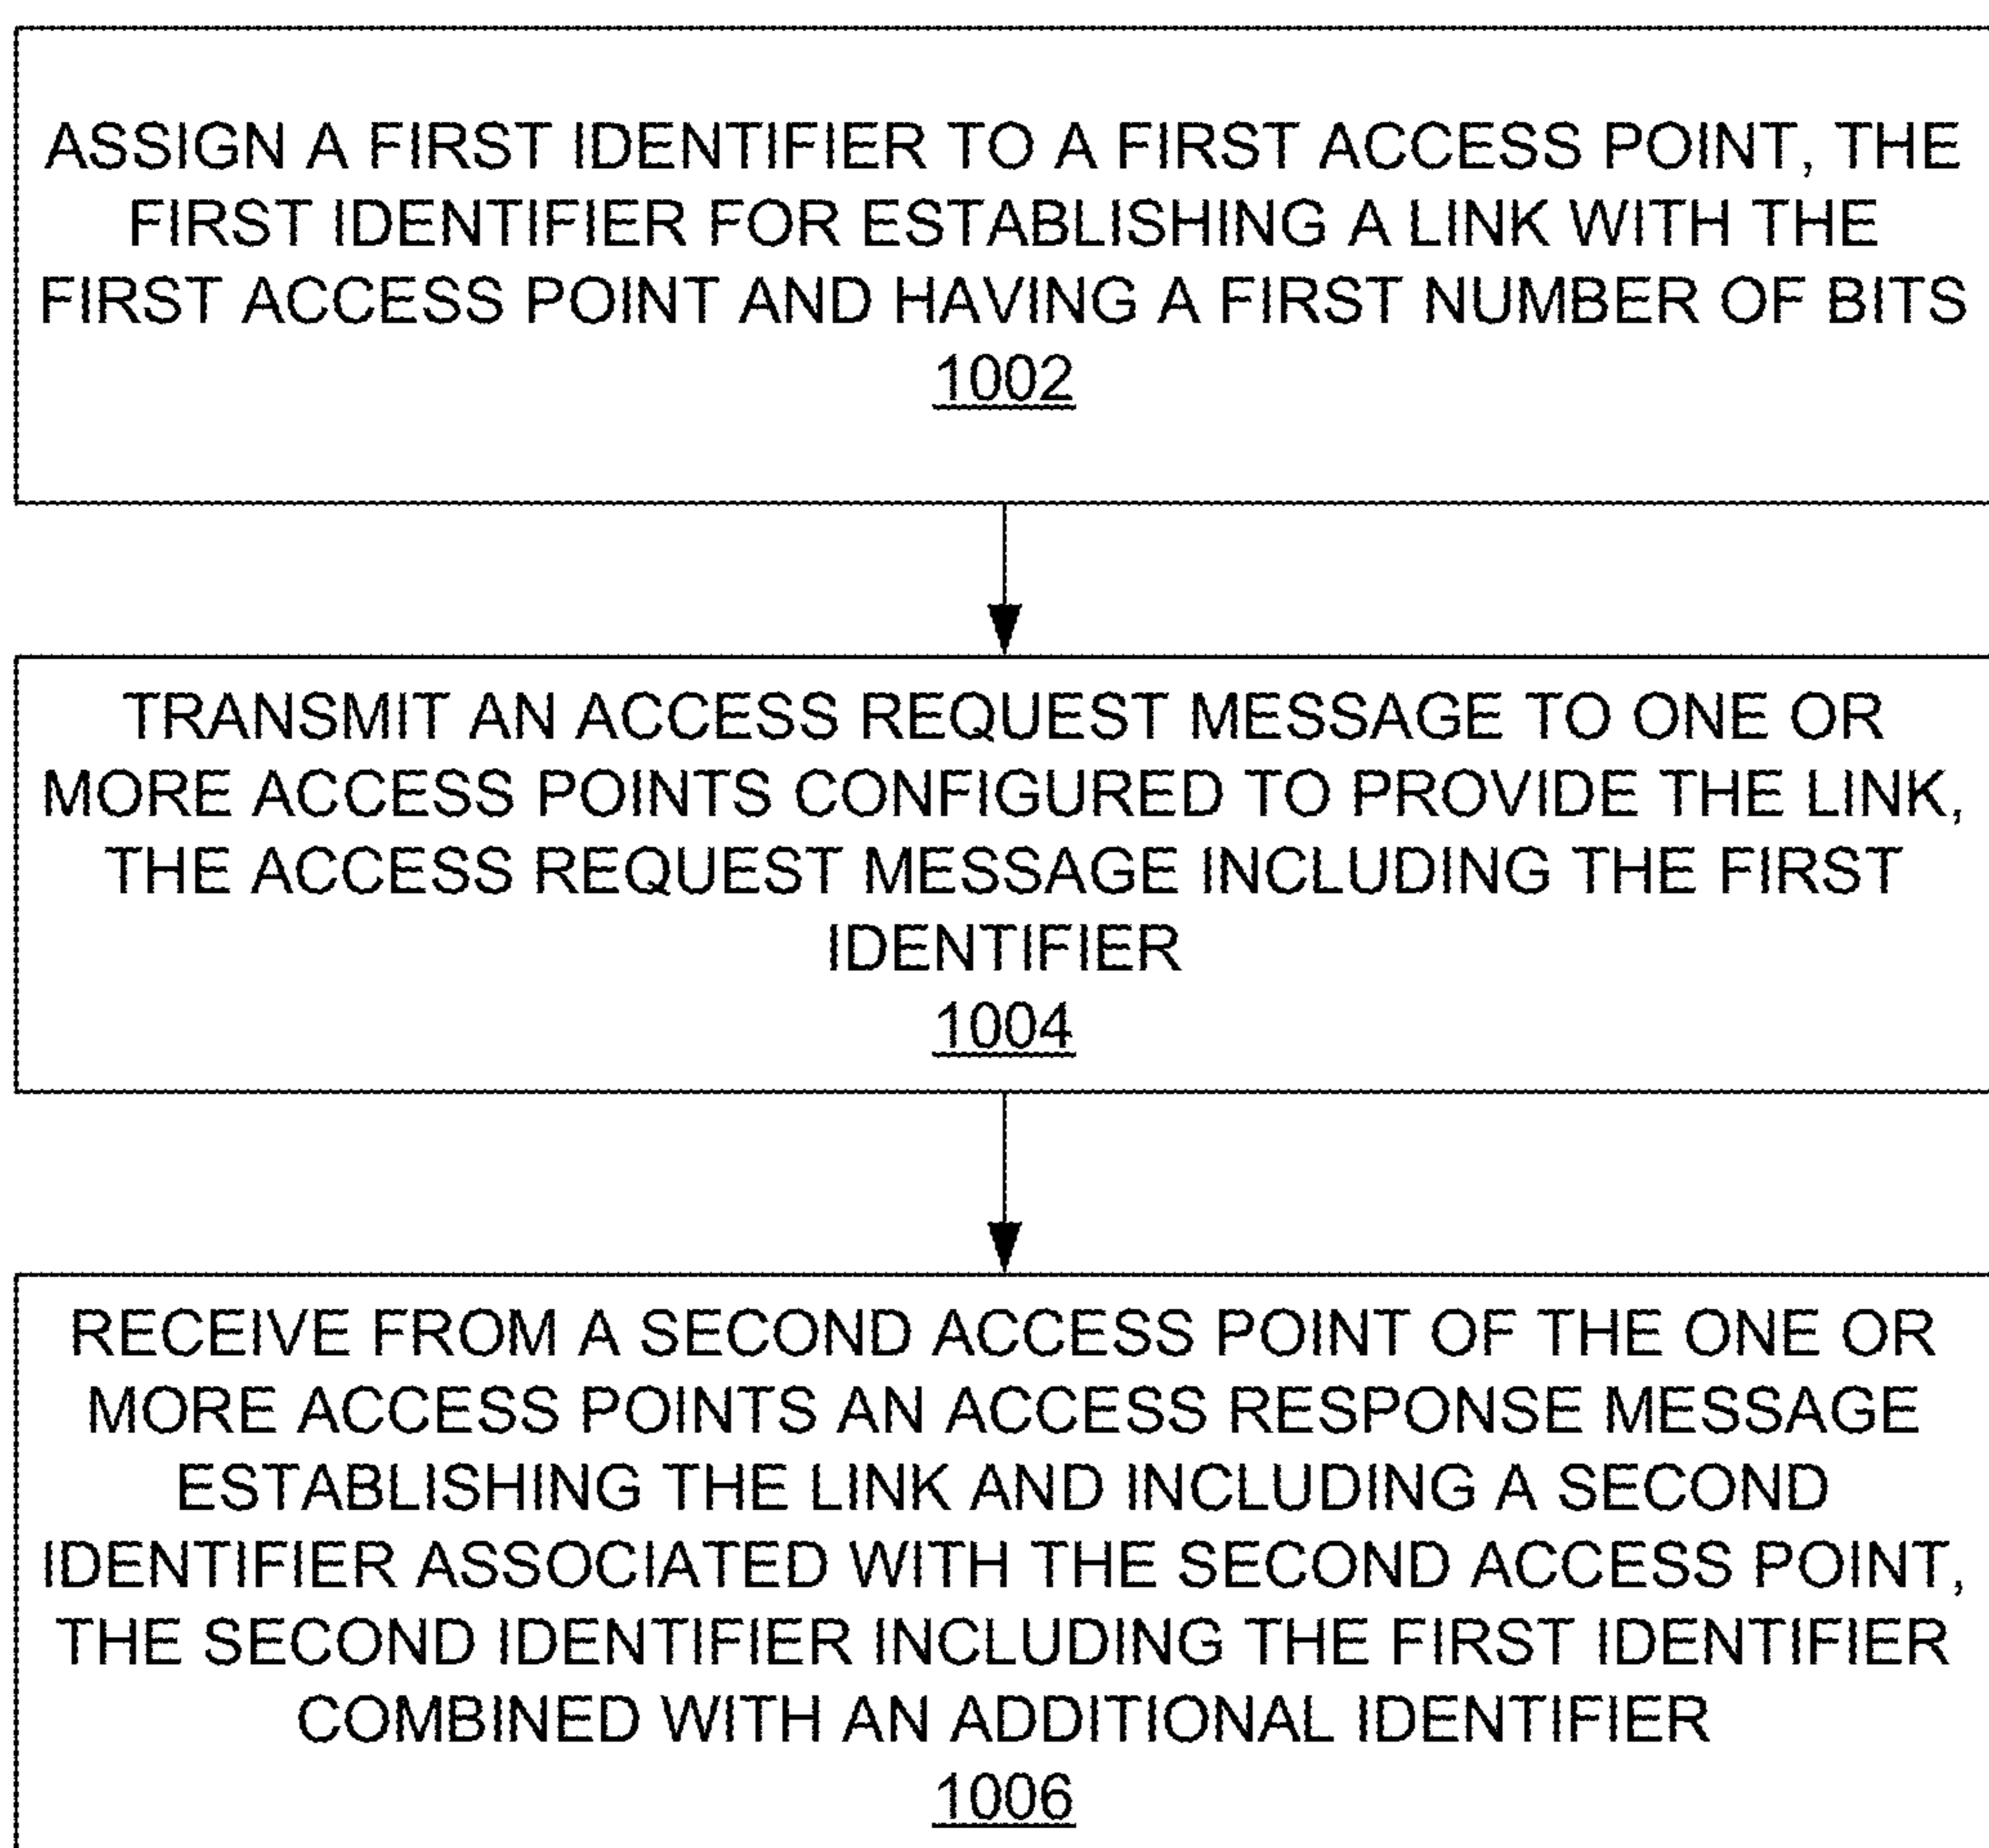 ASSIGN A FIRST IDENTIFIER TO A FIRST ACCESS POINT, THE
FIRST IDENTIFIER FOR ESTABLISHING A LINK WITH THE
FIRST ACCESS POINT AND HAVING A FIRST NUMBER OF BITS
1002
TRANSMIT AN ACCESS REQUEST MESSAGE TO ONE OR
MORE ACCESS POINTS CONFIGURED TO PROVIDE THE LINK,
THE ACCESS REQUEST MESSAGE INCLUDING THE FIRST
IDENTIFIER
1004
RECEIVE FROM A SECOND ACCESS POINT OF THE ONE OR
MORE ACCESS POINTS AN ACCESS RESPONSE MESSAGE
ESTABLISHING THE LINK AND INCLUDING A SECOND
IDENTIFIER ASSOCIATED WITH THE SECOND ACCESS POINT,
THE SECOND IDENTIFIER INCLUDING THE FIRST IDENTIFIER
COMBINED WITH AN ADDITIONAL IDENTIFIER
1006